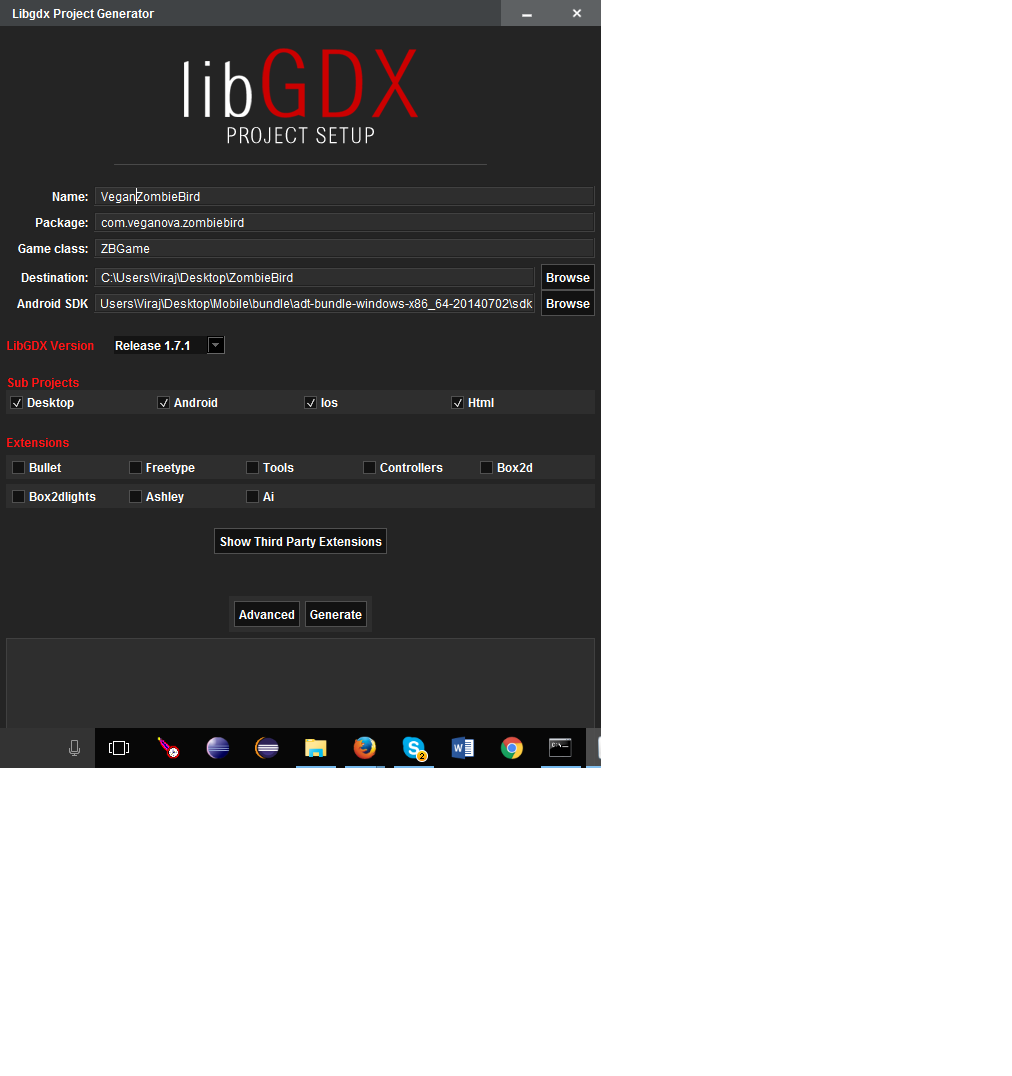 Libgdx Project Generator
libGDX
PROJECT SETUP
Name: VeganZombieBird
Package: com.veganova.zombiebird
Game class: ZBGame
Destination: C:\Users\Viraj\Desktop\ZombieBird Browse
Android SDK Users\Viraj\Desktop\Mobile\bundle\adt-bundle-windows-x86_64-20140702\sdk Browse
LibGDX Version Release 1.7.1
Sub Projects
Desktop Android Ios Html
Extensions
Bullet Freetype Tools Controllers Box2d
Box2dlights Ashley Ai
Show Third Party Extensions
Advanced Generate
C:\_
2